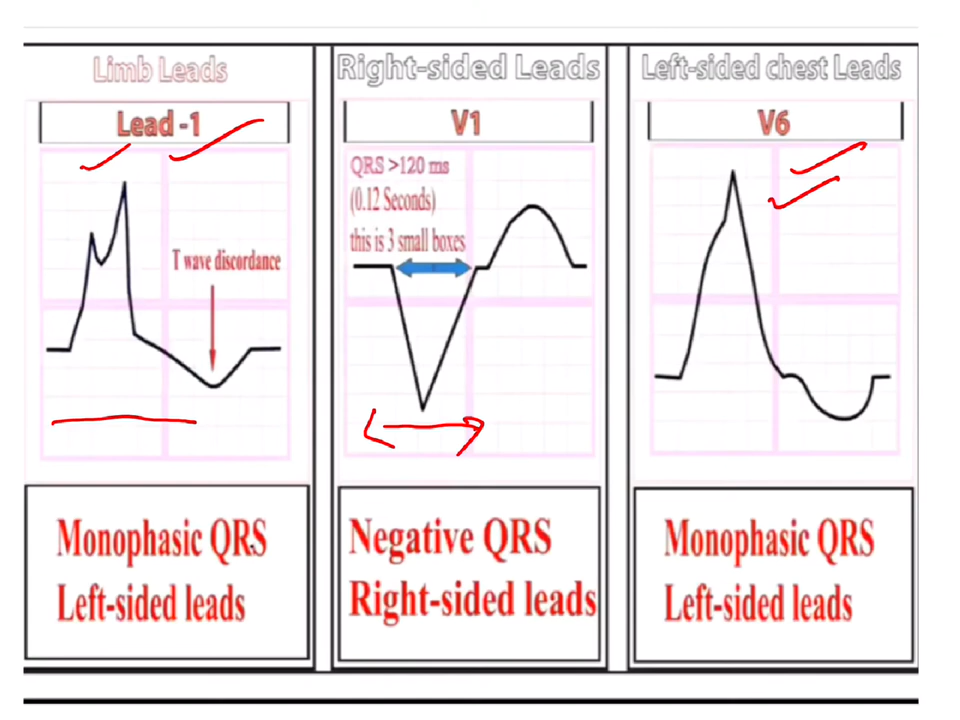 Limb Leads
Right-sided Leads
Left-sided chest Leads
Lead -1
V1
V6
T wave discordance
QRS >120 ms
(0.12 Seconds)
this is 3 small boxes
Monophasic QRS
Left-sided leads
Negative QRS
Right-sided leads
Monophasic QRS
Left-sided leads